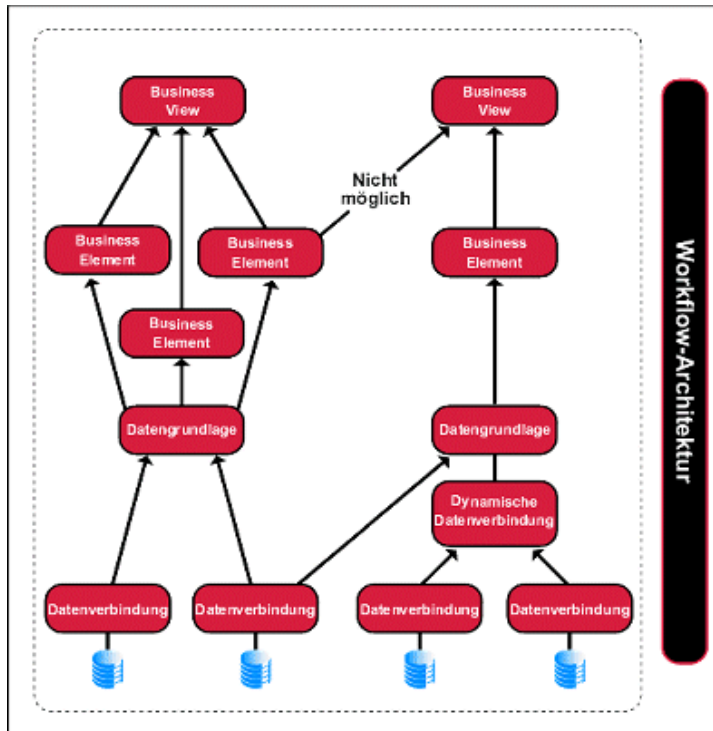 Business
View
Business
View
Nicht
möglich
Business
Element
Business
Element
Business
Element
Business
Element
Datengrundlage
Datengrundlage
Dynamische
Datenverbindung
Datenverbindung
Datenverbindung
Datenverbindung
Datenverbindung
Workflow-Architektur